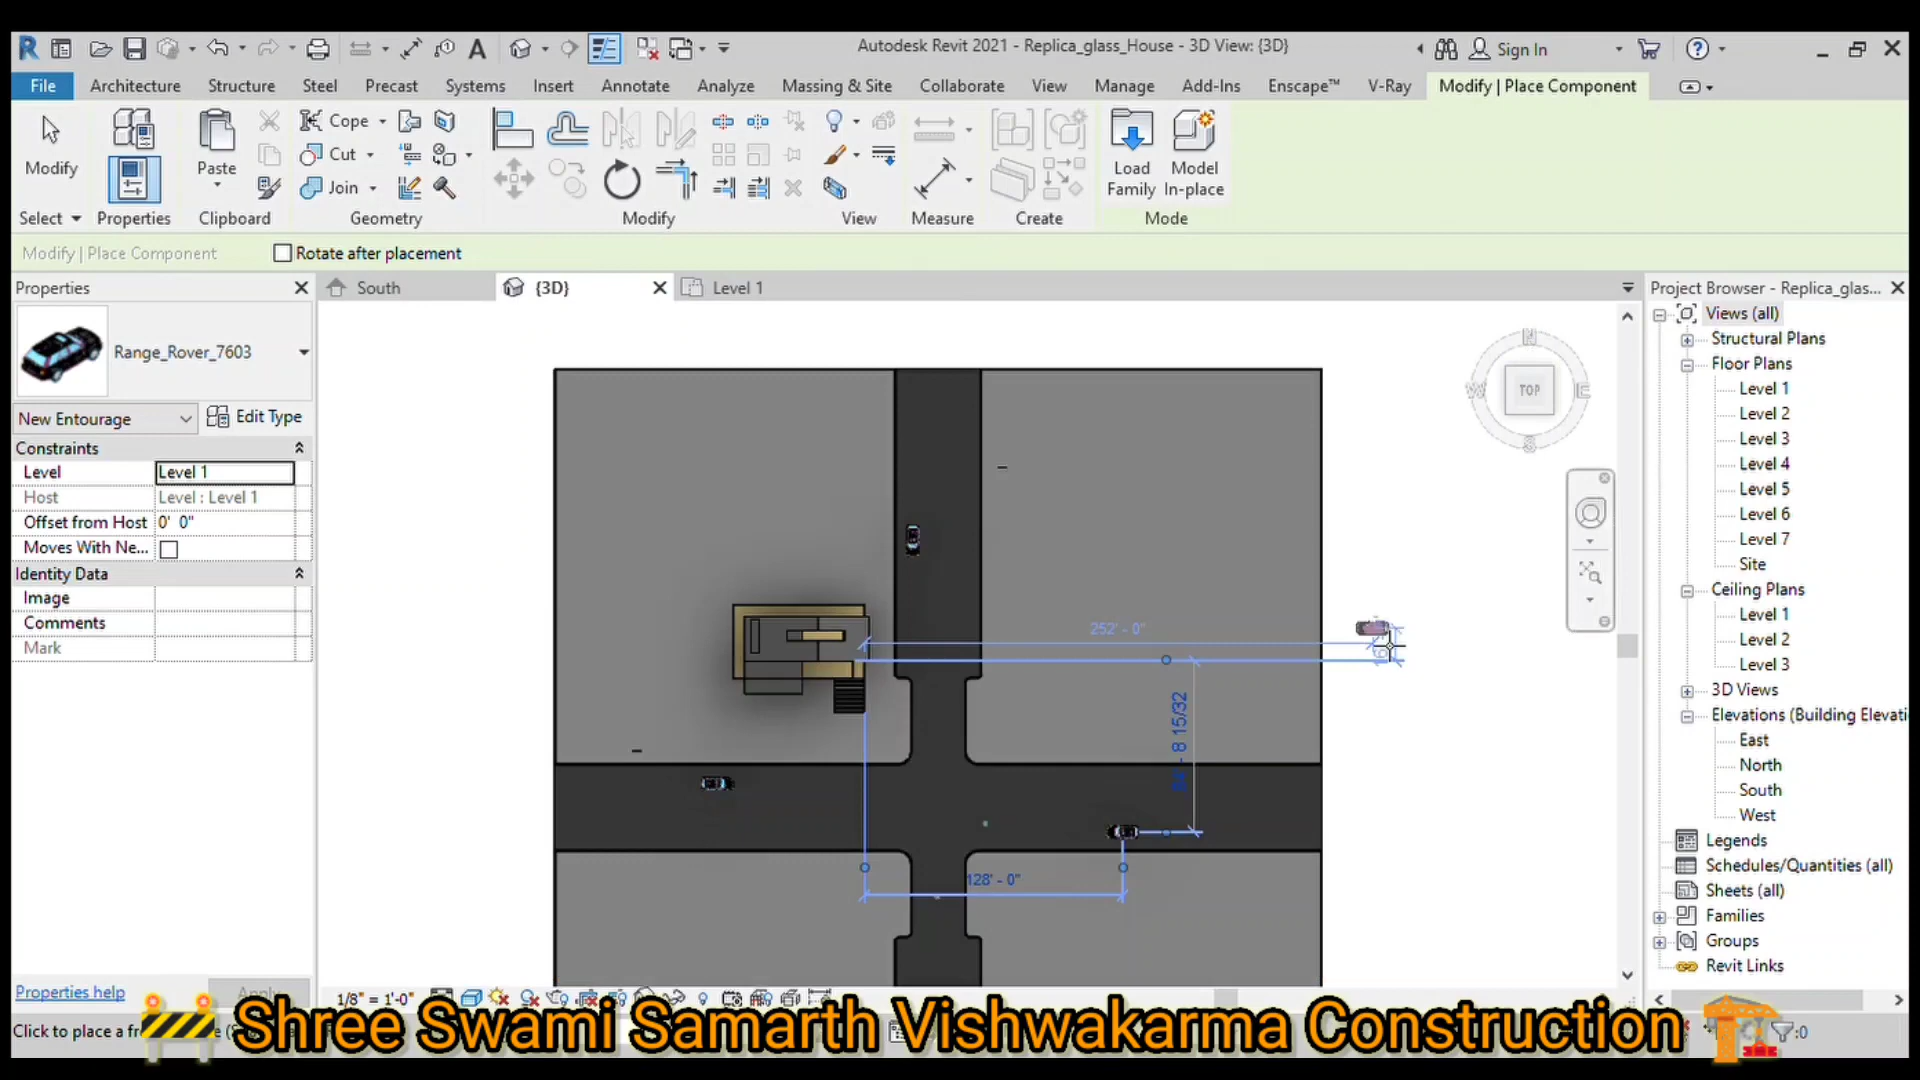 Autodesk Revit 2021 - Replica_glass_House - 3D View: {3D}
Sign In
File Architecture Structure Steel Precast Systems Insert Annotate Analyze Massing & Site Collaborate View Manage Add-Ins Enscape™ V-Ray Modify | Place Component
Modify
Paste
Cope
Cut
Join
Load Family
Model In-place
Select Properties Clipboard Geometry Modify View Measure Create Mode
Modify | Place Component
Rotate after placement
Properties
South
{3D}
Level 1
Project Browser - Replica_glas...
Range_Rover_7603
New Entourage
Edit Type
Constraints
Level Level 1
Host Level : Level 1
Offset from Host 0' 0"
Moves With Ne...
Identity Data
Image
Comments
Mark
Properties help
Apply
N
W
TOP
E
S
252' - 0"
128' - 0"
Views (all)
Structural Plans
Floor Plans
Level 1
Level 2
Level 3
Level 4
Level 5
Level 6
Level 7
Site
Ceiling Plans
Level 1
Level 2
Level 3
3D Views
Elevations (Building Elevati
East
North
South
West
Legends
Schedules/Quantities (all)
Sheets (all)
Families
Groups
Revit Links
1/8" = 1'-0"
Click to place a fr
:0
Shree Swami Samarth Vishwakarma Construction